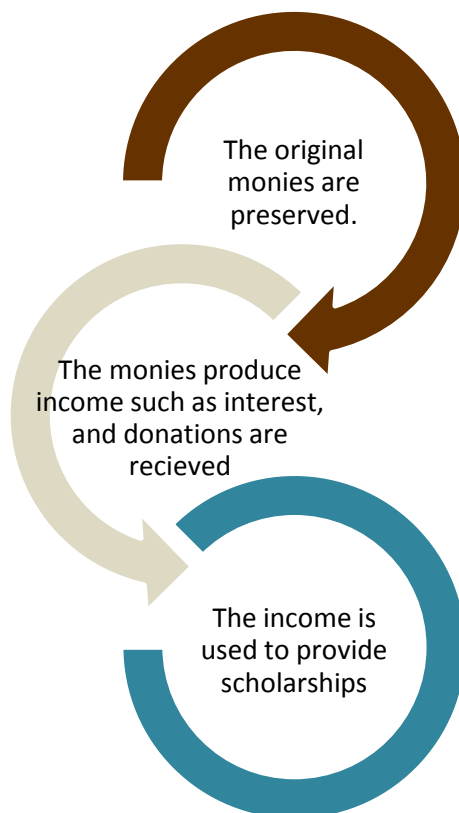 The original
monies are
preserved.
The monies produce
income such as interest,
and donations are
recieved
The income is
used to provide
scholarships